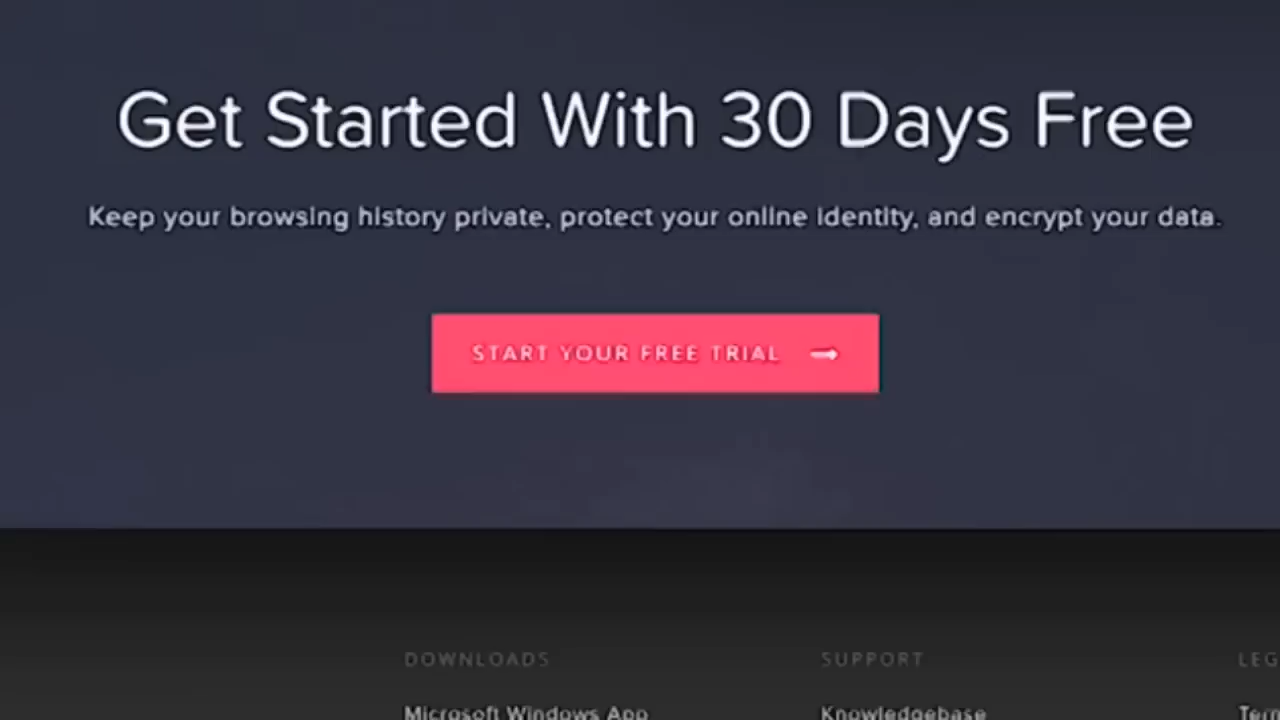 Get Started With 30 Days Free
Keep your browsing history private, protect your online identity, and encrypt your data.
START YOUR FREE TRIAL
DOWNLOADS
SUPPORT
LEG
Microsoft Windows App
Knowledgebase